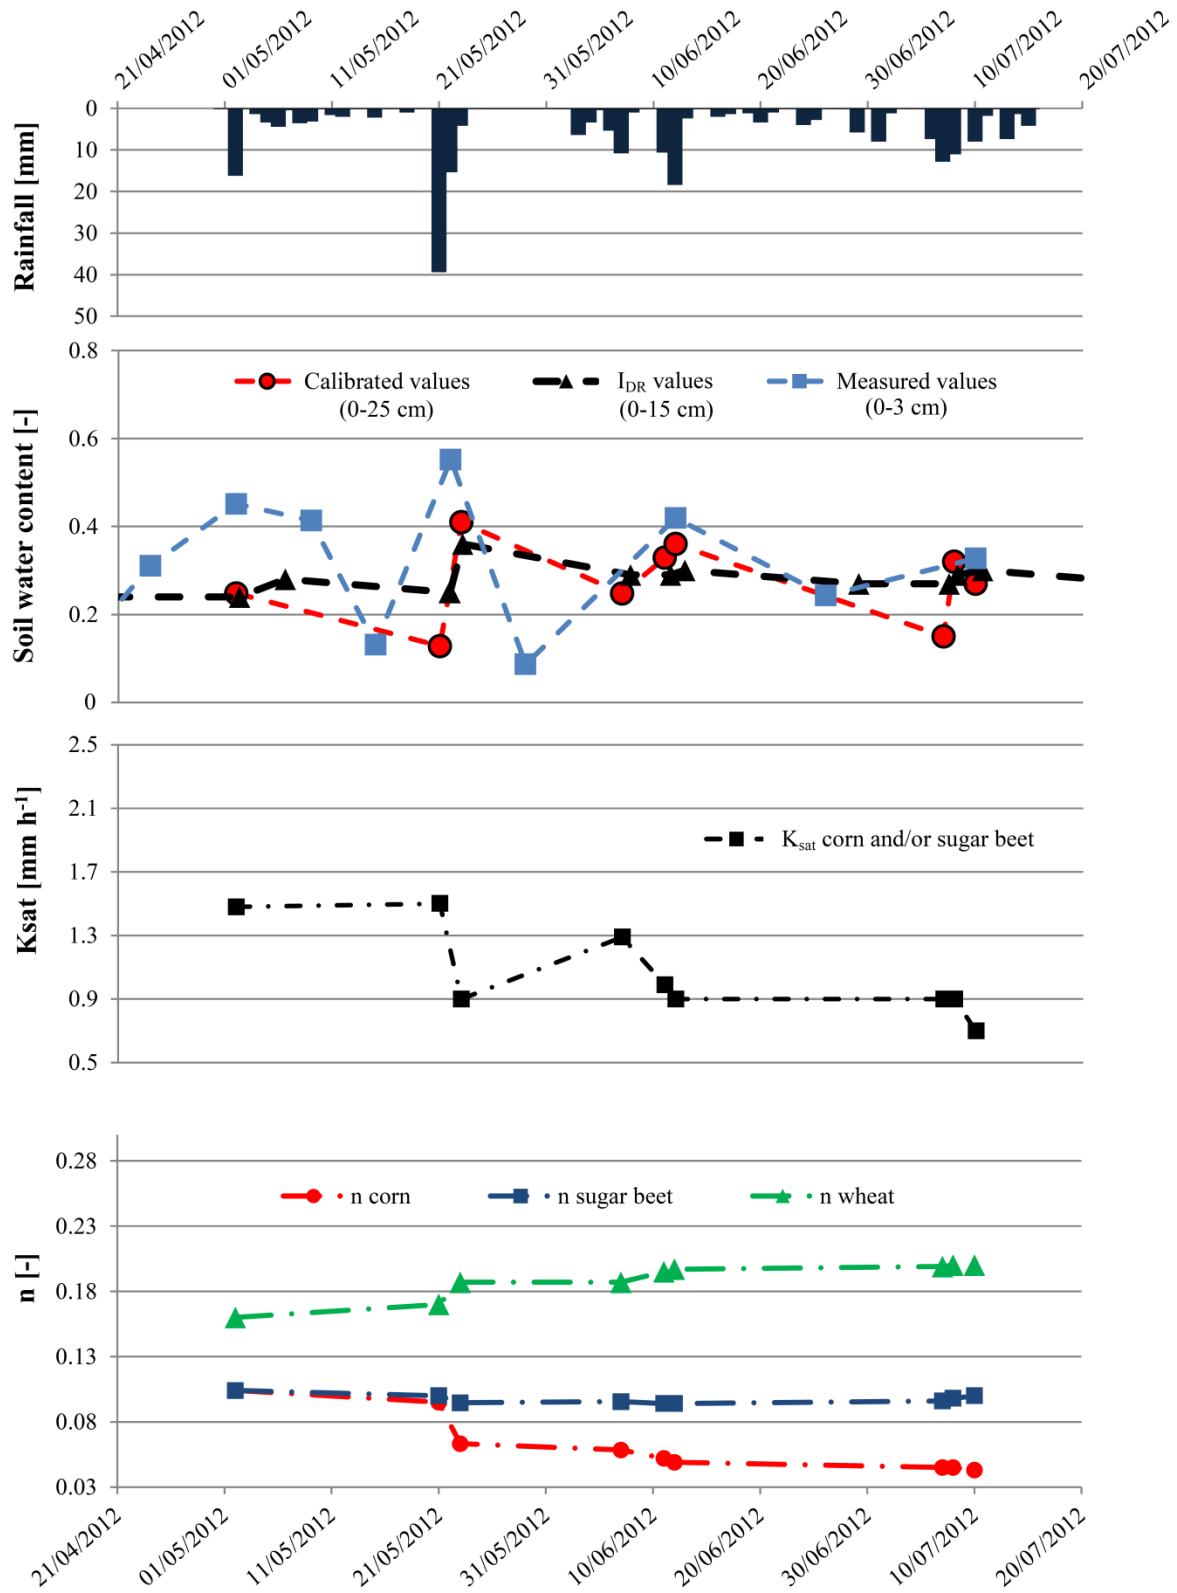 21/04/2012 01/05/2012 11/05/2012 21/05/2012 31/05/2012 10/06/2012 20/06/2012 30/06/2012 10/07/2012 20/07/2012
Rainfall [mm]
0
10
20
30
40
50
Soil water content [-]
0.8
0.6
0.4
0.2
0
Calibrated values I_DR values Measured values
(0-25 cm) (0-15 cm) (0-3 cm)
Ksat [mm h⁻¹]
2.5
2.1
1.7
1.3
0.9
0.5
K_sat corn and/or sugar beet
n [-]
0.28
0.23
0.18
0.13
0.08
0.03
n corn n sugar beet n wheat
21/04/2012 01/05/2012 11/05/2012 21/05/2012 31/05/2012 10/06/2012 20/06/2012 30/06/2012 10/07/2012 20/07/2012